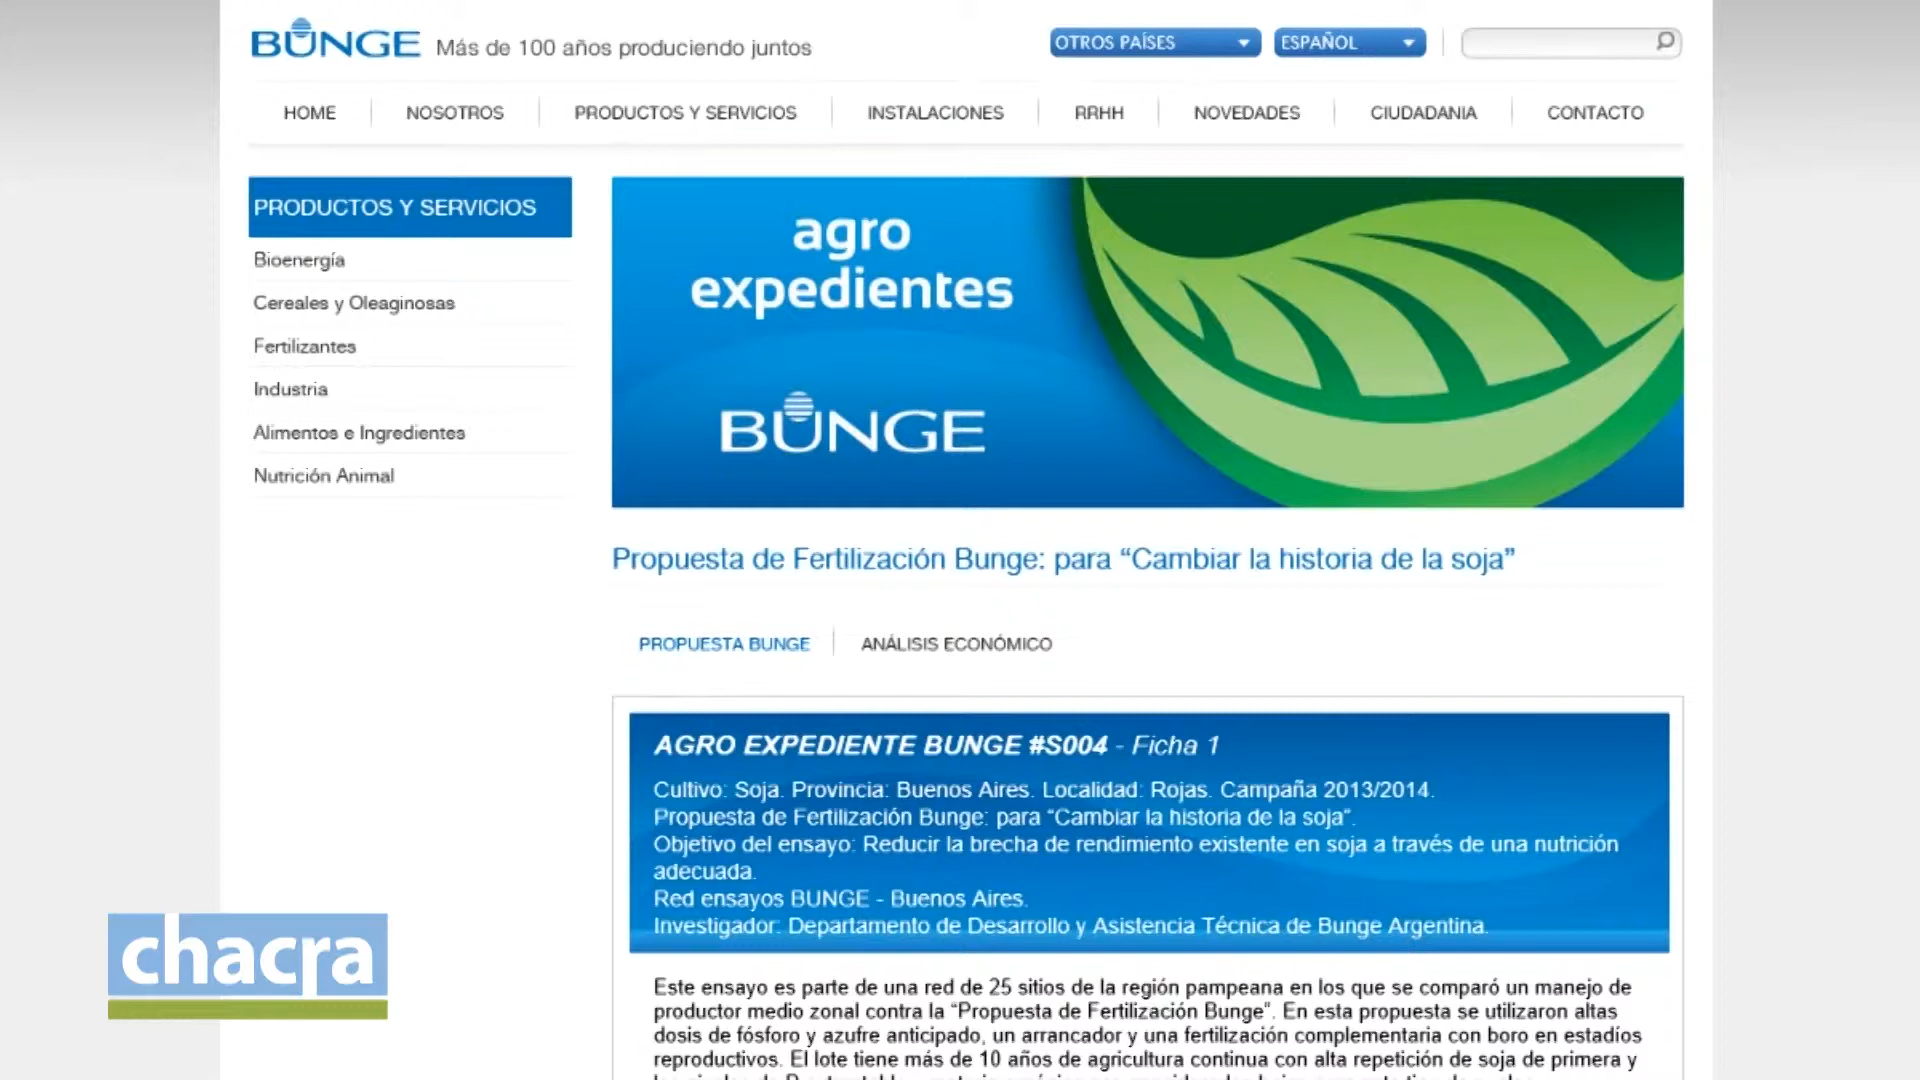 BUNGE Más de 100 años produciendo juntos
OTROS PAÍSES
ESPAÑOL
HOME
NOSOTROS
PRODUCTOS Y SERVICIOS
INSTALACIONES
RRHH
NOVEDADES
CIUDADANIA
CONTACTO
PRODUCTOS Y SERVICIOS
Bioenergía
Cereales y Oleaginosas
Fertilizantes
Industria
Alimentos e Ingredientes
Nutrición Animal
agro
expedientes
BUNGE
Propuesta de Fertilización Bunge: para “Cambiar la historia de la soja”
PROPUESTA BUNGE
ANÁLISIS ECONÓMICO
AGRO EXPEDIENTE BUNGE #S004 - Ficha 1
Cultivo: Soja. Provincia: Buenos Aires. Localidad: Rojas. Campaña 2013/2014.
Propuesta de Fertilización Bunge: para “Cambiar la historia de la soja”.
Objetivo del ensayo: Reducir la brecha de rendimiento existente en soja a través de una nutrición
adecuada.
Red ensayos BUNGE - Buenos Aires.
Investigador: Departamento de Desarrollo y Asistencia Técnica de Bunge Argentina.
Este ensayo es parte de una red de 25 sitios de la región pampeana en los que se comparó un manejo de
productor medio zonal contra la “Propuesta de Fertilización Bunge”. En esta propuesta se utilizaron altas
dosis de fósforo y azufre anticipado, un arrancador y una fertilización complementaria con boro en estadíos
reproductivos. El lote tiene más de 10 años de agricultura continua con alta repetición de soja de primera y
chacra